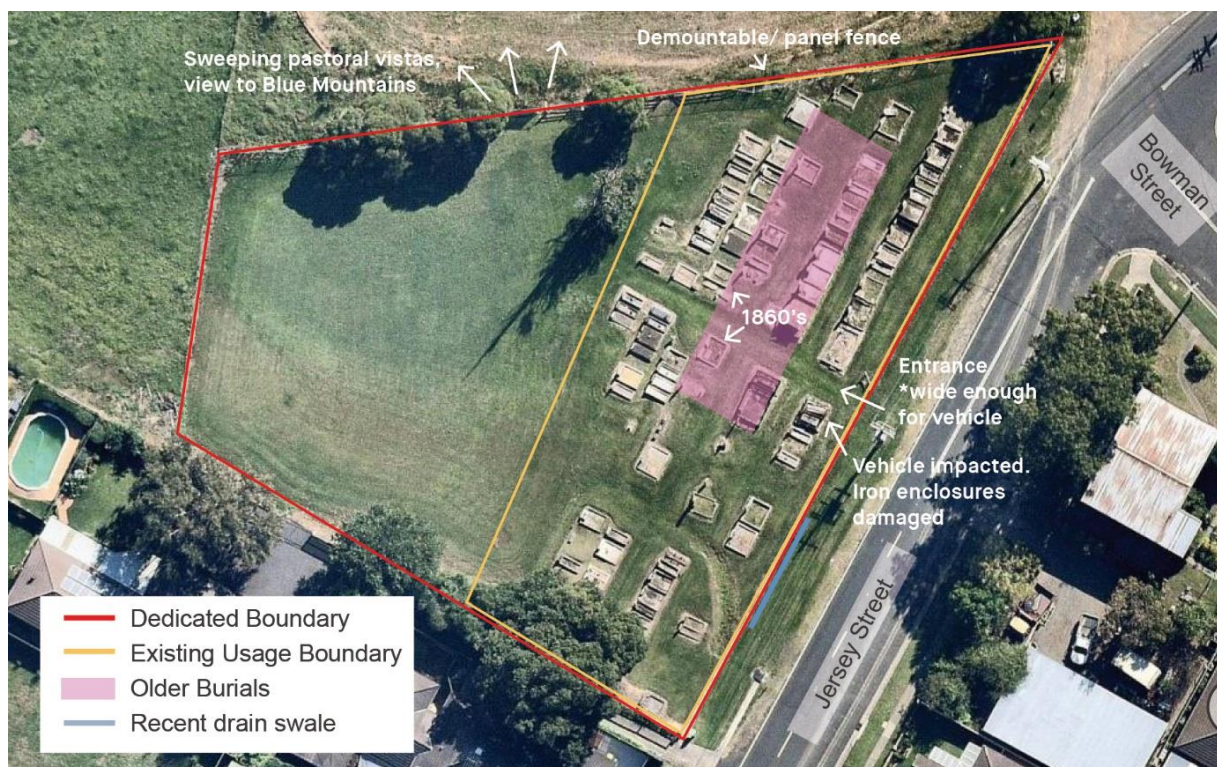 Sweeping pastoral vistas,
view to Blue Mountains
Demountable/ panel fence
Bowman
Street
1860's
Entrance
*wide enough
for vehicle
Vehicle impacted.
Iron enclosures
damaged
Jersey Street
Dedicated Boundary
Existing Usage Boundary
Older Burials
Recent drain swale